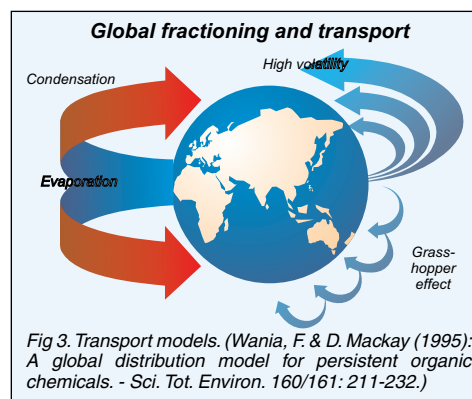 Global fractioning and transport
Condensation
High volatility
Evaporation
Grass-
hopper
effect
Fig 3. Transport models. (Wania, F. & D. Mackay (1995):
A global distribution model for persistent organic
chemicals. - Sci. Tot. Environ. 160/161: 211-232.)